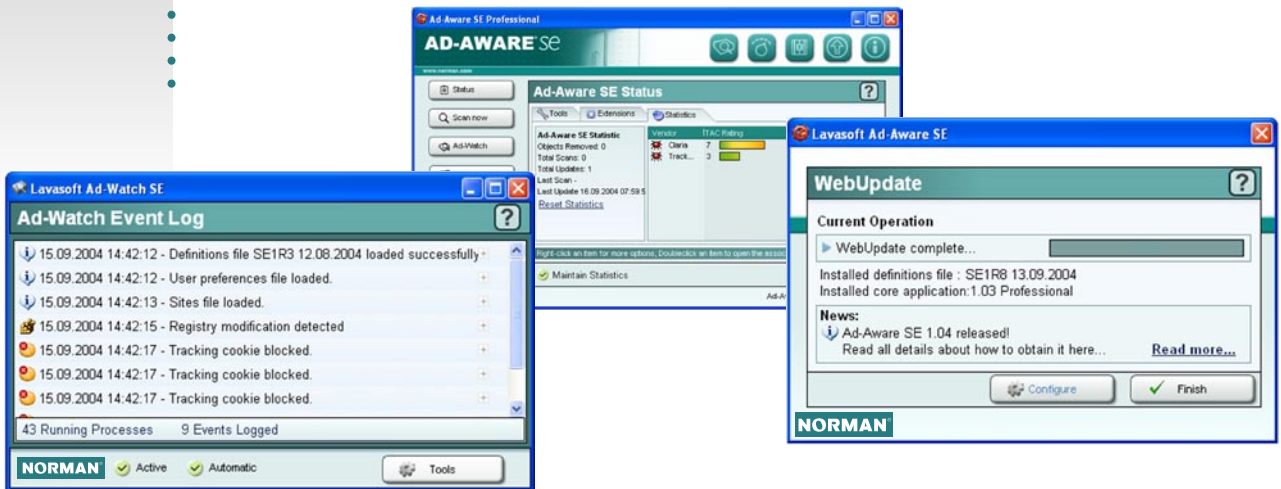 Ad-Aware SE Professional
AD-AWARE SE
www.norman.com
Status
Scan now
Ad-Watch
Ad-Aware SE Status
?
Tools
Extensions
Statistics
Ad-Aware SE Statistic
Objects Removed: 0
Total Scans: 0
Total Updates: 1
Last Scan -
Last Update 16.09.2004 07:59:5
Reset Statistics
Vendor TAC Rating
Claria 7
Track... 3
Right-click an item for more options, Doubleclick an item to open the assoc
Maintain Statistics
Lavasoft Ad-Watch SE
Ad-Watch Event Log
?
15.09.2004 14:42:12 - Definitions file SE1R3 12.08.2004 loaded successfully
15.09.2004 14:42:12 - User preferences file loaded.
15.09.2004 14:42:13 - Sites file loaded.
15.09.2004 14:42:15 - Registry modification detected
15.09.2004 14:42:17 - Tracking cookie blocked.
15.09.2004 14:42:17 - Tracking cookie blocked.
15.09.2004 14:42:17 - Tracking cookie blocked.
43 Running Processes 9 Events Logged
NORMAN
Active
Automatic
Tools
Lavasoft Ad-Aware SE
WebUpdate
?
Current Operation
WebUpdate complete...
Installed definitions file : SE1R8 13.09.2004
Installed core application:1.03 Professional
News:
Ad-Aware SE 1.04 released!
Read all details about how to obtain it here... Read more...
Configure
Finish
NORMAN